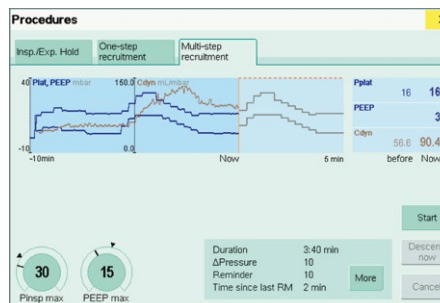 Procedures
Insp./Exp. Hold
One-step recruitment
Multi-step recruitment
40
Plat, PEEP mbar
150.0
Cdyn mL/mbar
-10
0.0
-10min
Now
5 min
Pplat
16 16
PEEP
3
Cdyn
56.6 90.4
before Now
Start
Descent
now
Cancel
30
PInsp max
15
PEEP max
Duration 3:40 min
ΔPressure 10
Reminder 10
Time since last RM 2 min
More